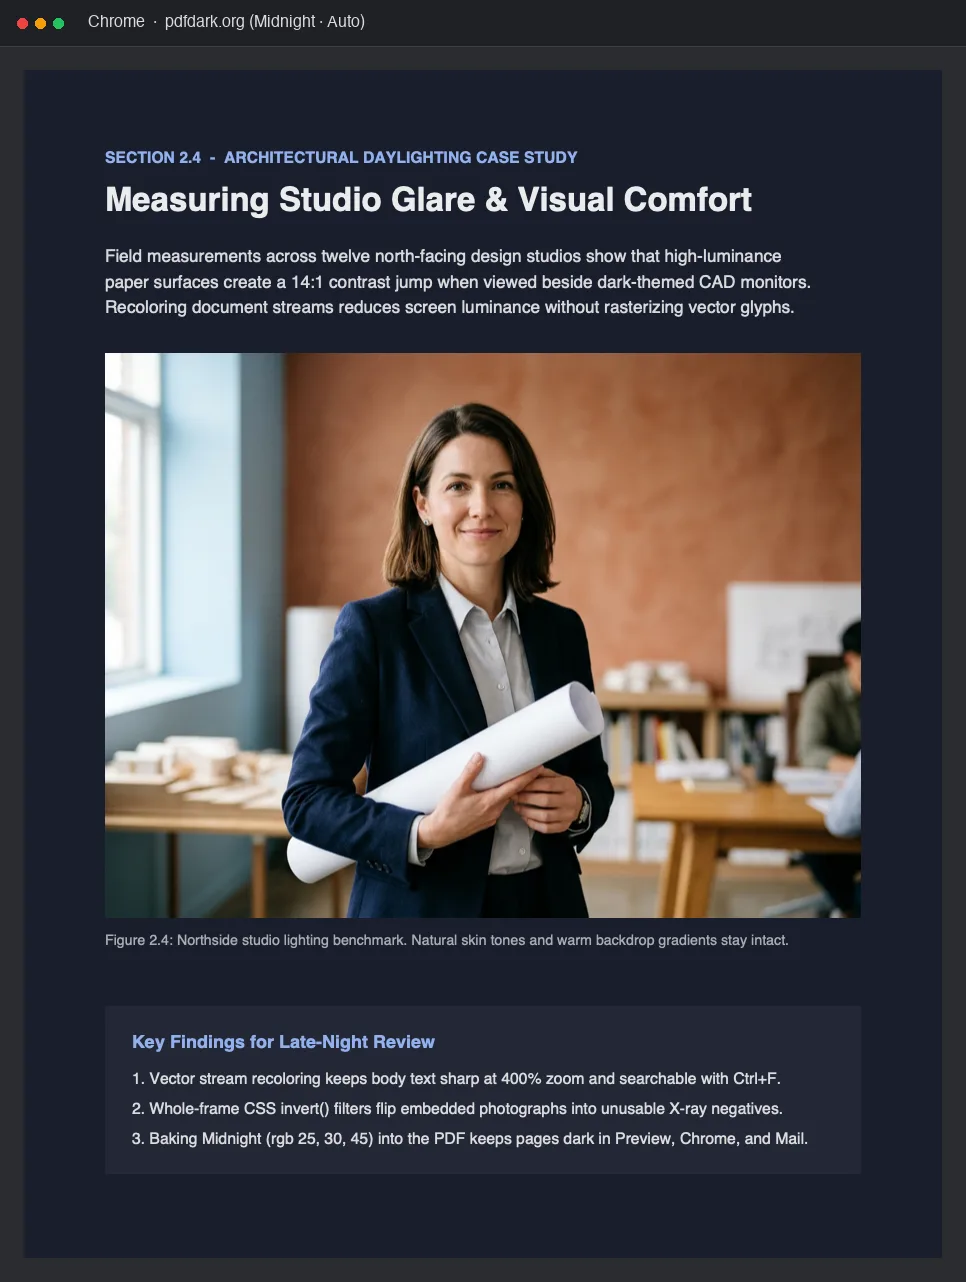 Chrome · pdfdark.org (Midnight · Auto)
SECTION 2.4 - ARCHITECTURAL DAYLIGHTING CASE STUDY
Measuring Studio Glare & Visual Comfort
Field measurements across twelve north-facing design studios show that high-luminance
paper surfaces create a 14:1 contrast jump when viewed beside dark-themed CAD monitors.
Recoloring document streams reduces screen luminance without rasterizing vector glyphs.
Figure 2.4: Northside studio lighting benchmark. Natural skin tones and warm backdrop gradients stay intact.
Key Findings for Late-Night Review
1. Vector stream recoloring keeps body text sharp at 400% zoom and searchable with Ctrl+F.
2. Whole-frame CSS invert() filters flip embedded photographs into unusable X-ray negatives.
3. Baking Midnight (rgb 25, 30, 45) into the PDF keeps pages dark in Preview, Chrome, and Mail.